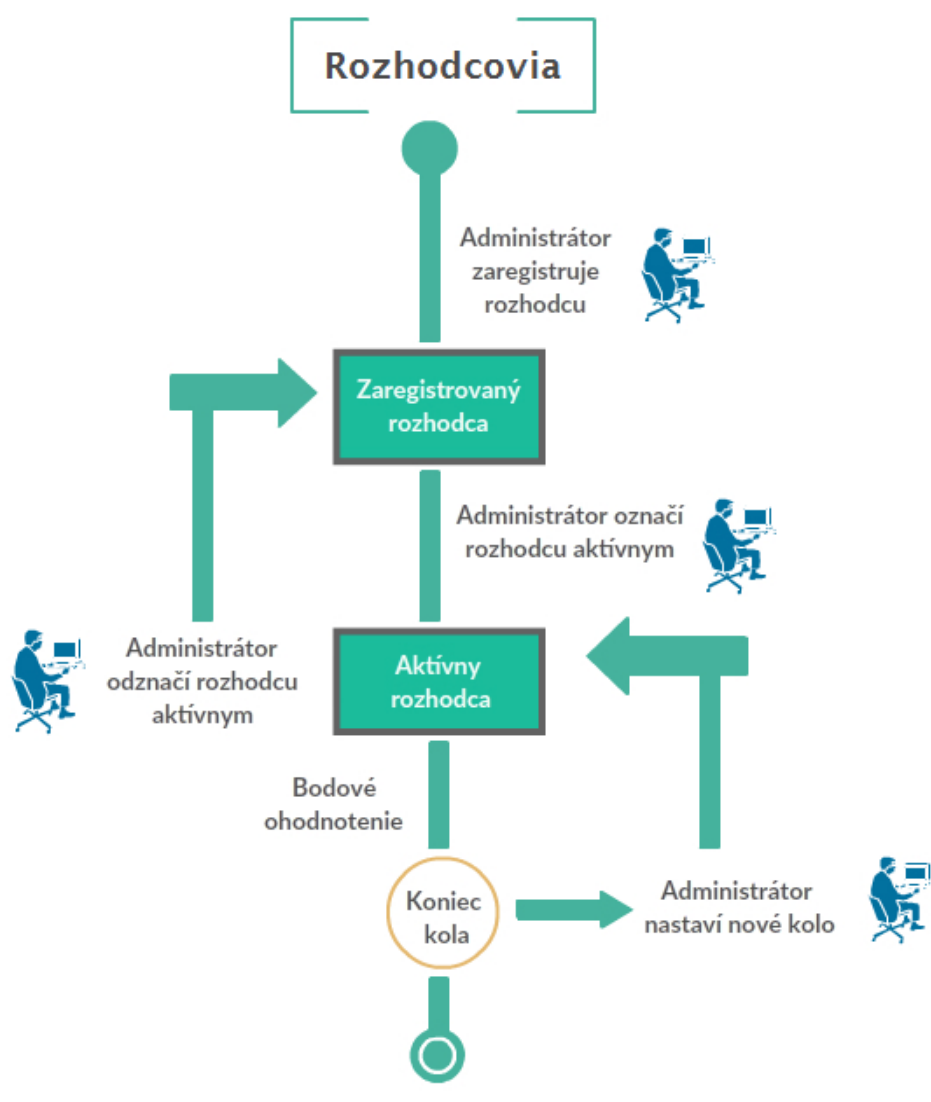 Rozhodcovia
Administrátor
zaregistruje
rozhodcu
Zaregistrovaný
rozhodca
Administrátor označí
rozhodcu aktívnym
Administrátor
odznačí rozhodcu
aktívnym
Aktívny
rozhodca
Bodové
ohodnotenie
Koniec
kola
Administrátor
nastaví nové kolo